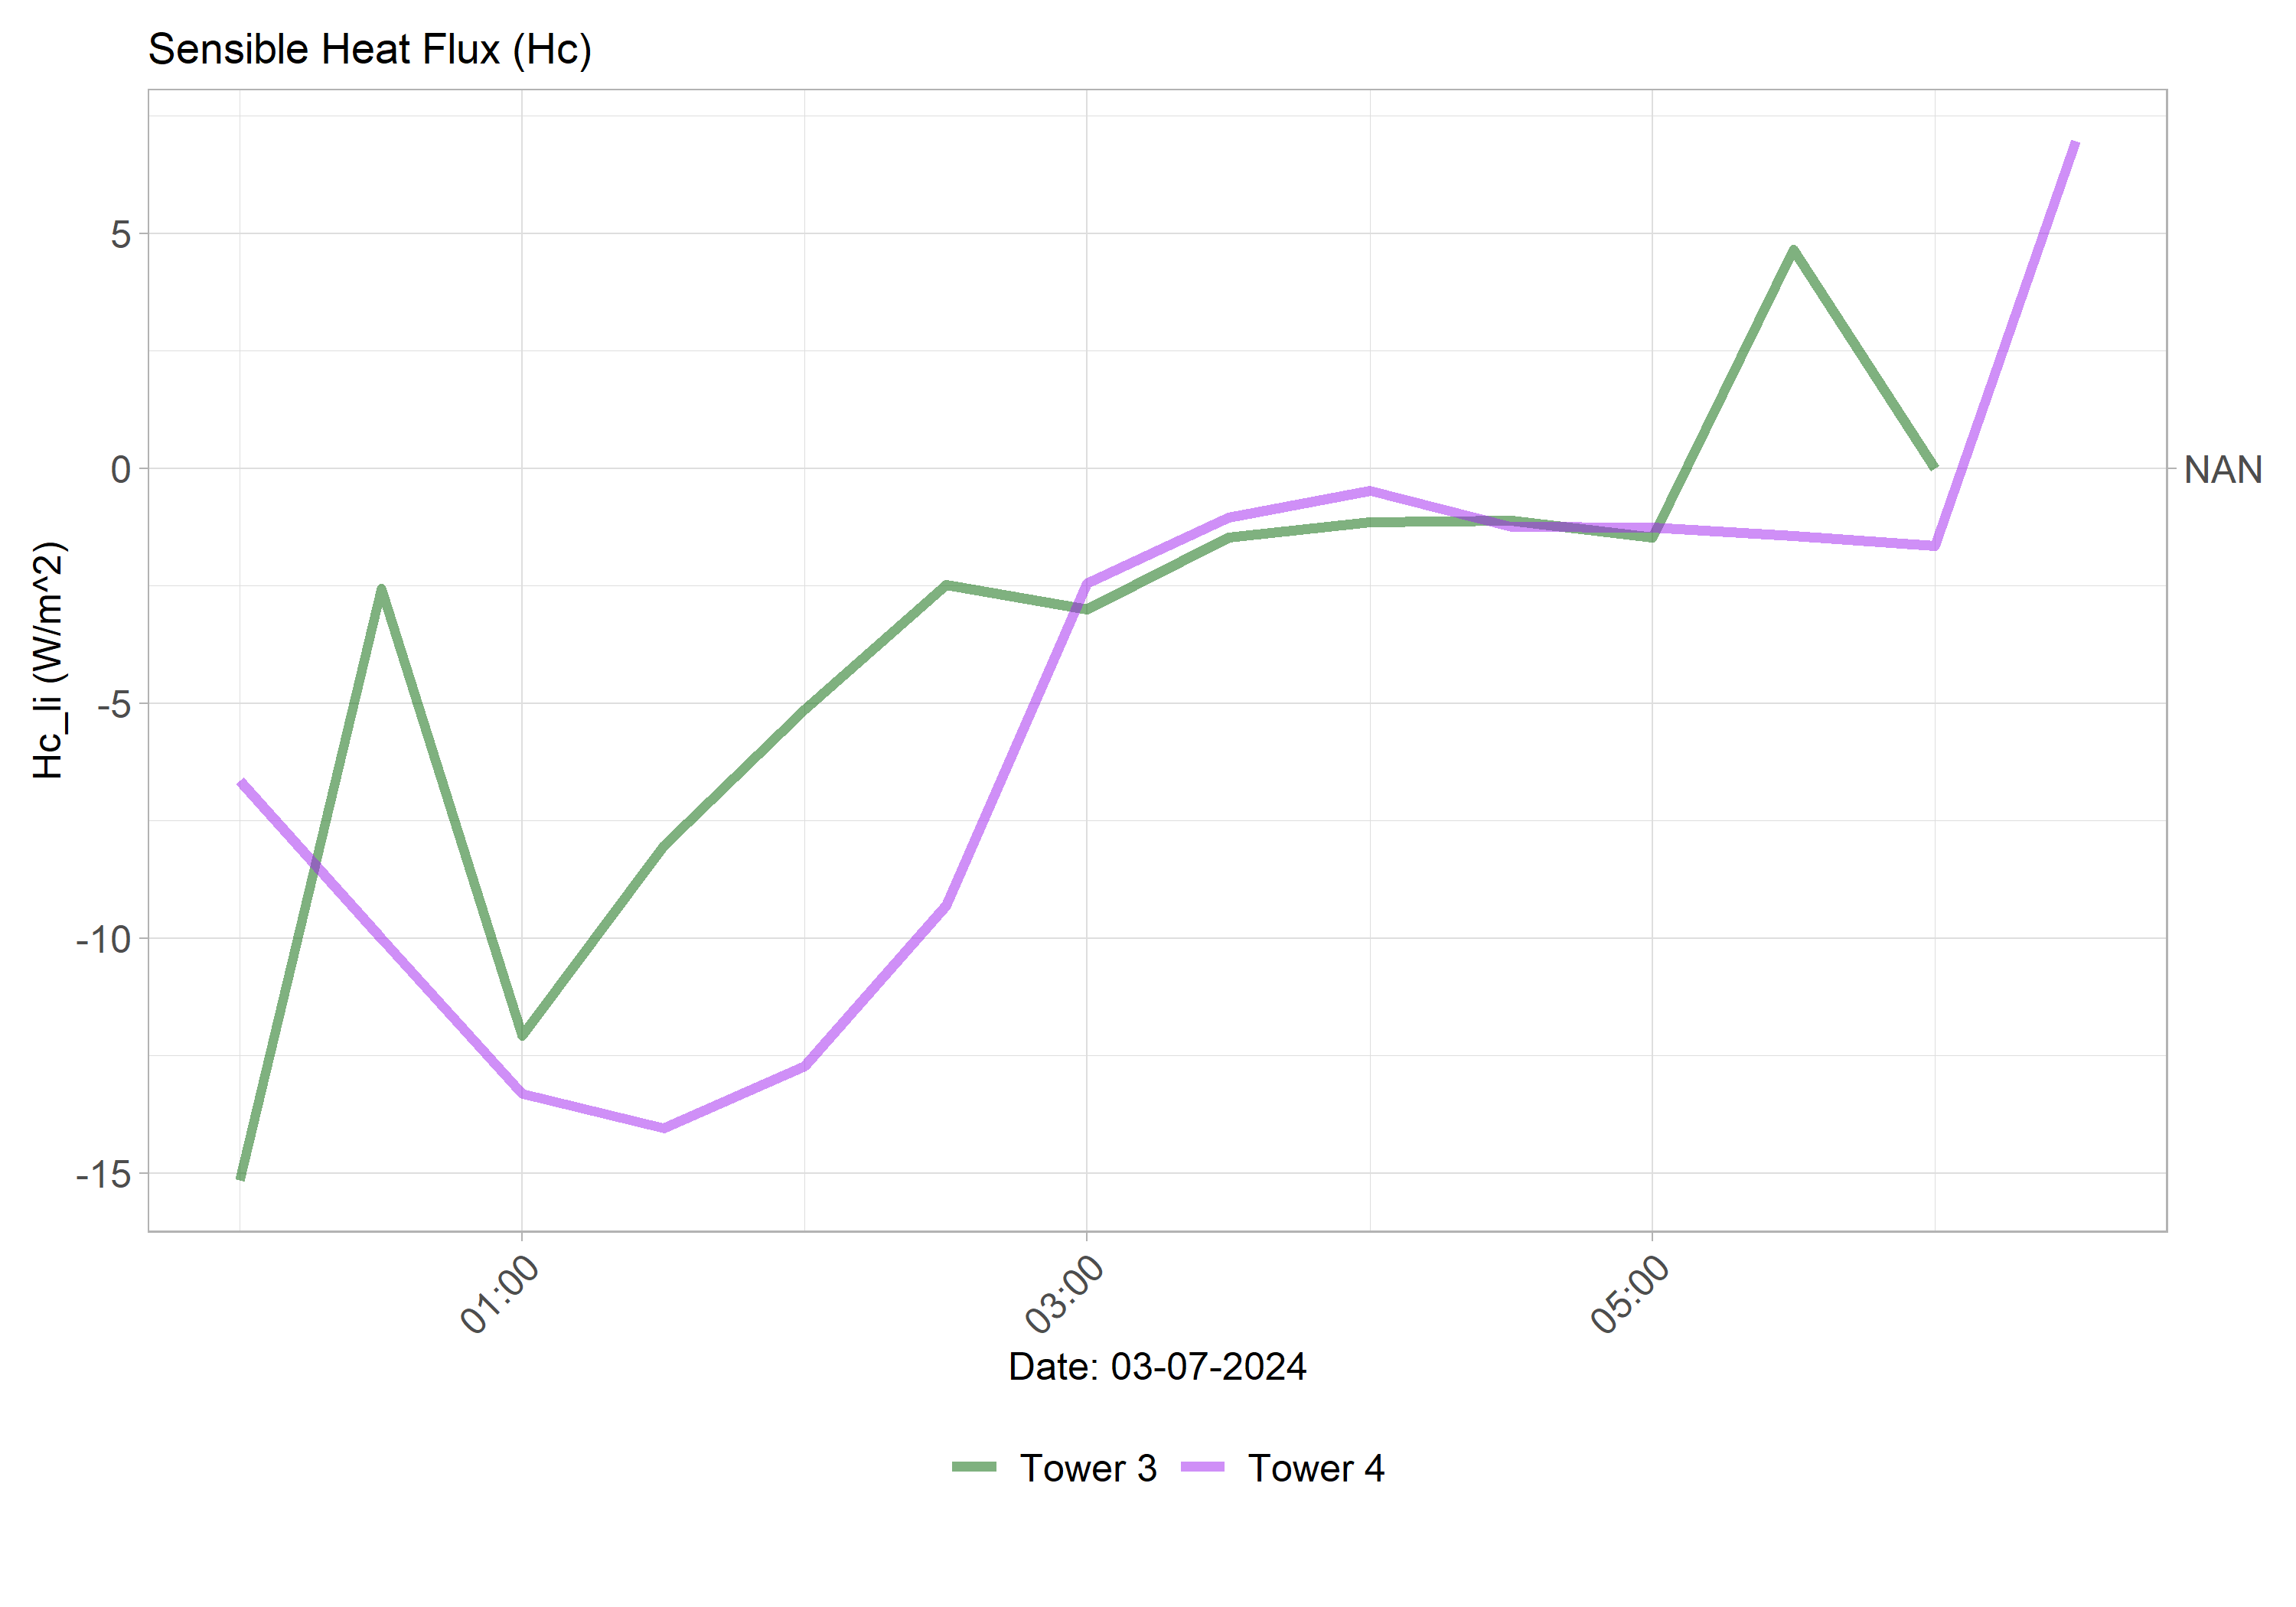 Sensible Heat Flux (Hc)
Hc_li (W/m^2)
5
0
-5
-10
-15
NAN
01:00
03:00
05:00
Date: 03-07-2024
Tower 3
Tower 4